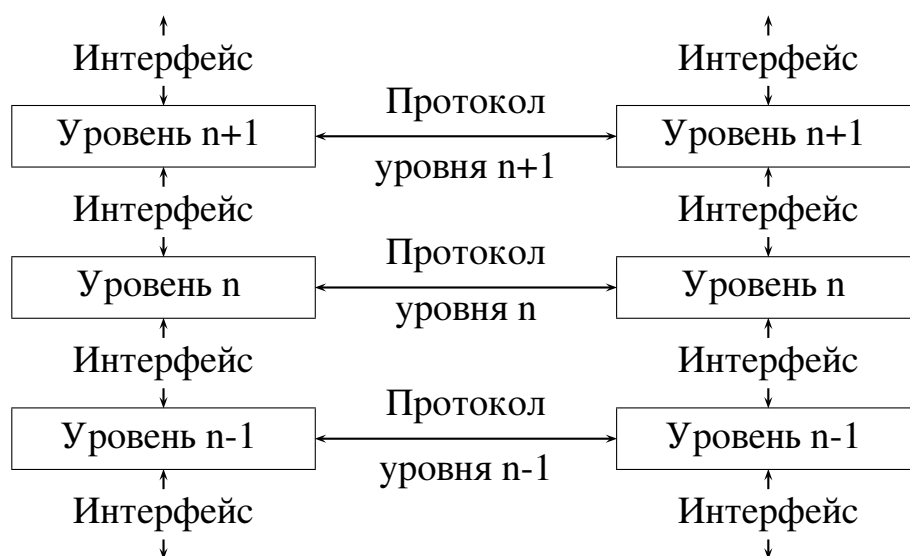 Интерфейс Интерфейс
Протокол
Уровень n+1 Уровень n+1
уровня n+1
Интерфейс Интерфейс
Протокол
Уровень n Уровень n
уровня n
Интерфейс Интерфейс
Протокол
Уровень n-1 Уровень n-1
уровня n-1
Интерфейс Интерфейс